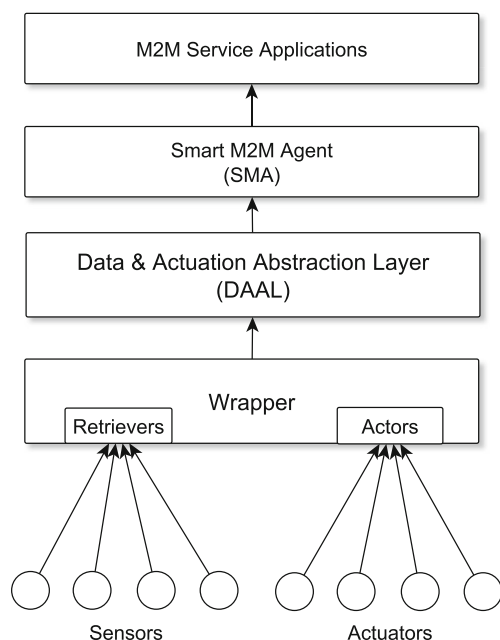 M2M Service Applications
Smart M2M Agent
(SMA)
Data & Actuation Abstraction Layer
(DAAL)
Wrapper
Retrievers
Actors
Sensors
Actuators